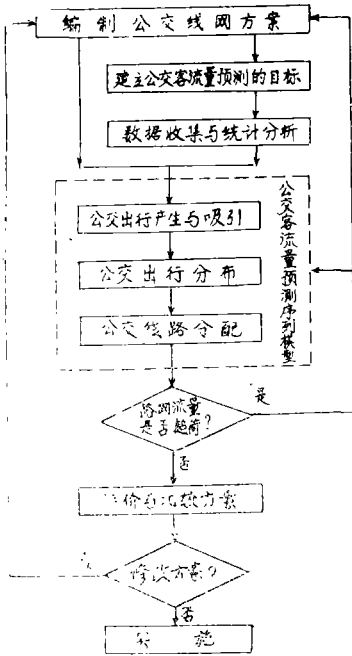 编制公交线网方案
建立公交客流量预测的目标
数据收集与统计分析
公交客流量预测序列模型
公交出行产生与吸引
公交出行分布
公交线路分配
路网流量
是否超荷?
是
否
方案
修改方案?
否
实施